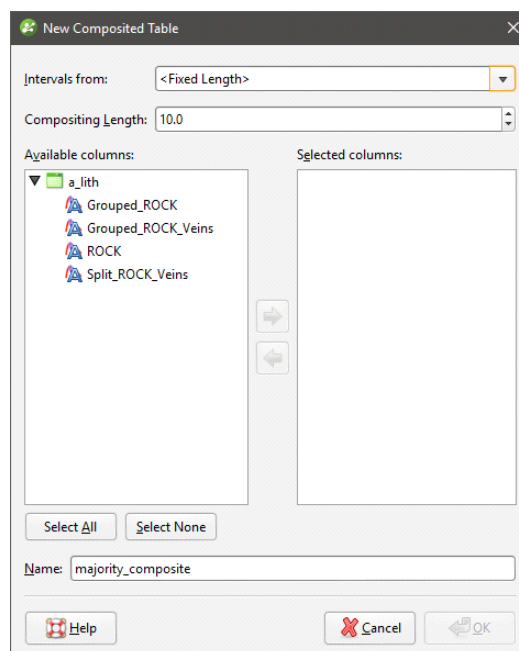 New Composited Table
Intervals from: <Fixed Length>
Compositing Length: 10.0
Available columns: Selected columns:
a_lith
Grouped_ROCK
Grouped_ROCK_Veins
ROCK
Split_ROCK_Veins
Select All Select None
Name: majority_composite
Help Cancel OK